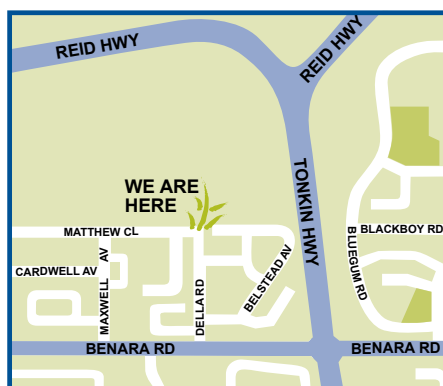 REID HWY
REID HWY
TONKIN HWY
WE ARE
HERE
MATTHEW CL
BLACKBOY RD
CARDWELL AV
MAXWELL AV
DELLA RD
BELSTEAD AV
BLUEGUM RD
BENARA RD
BENARA RD